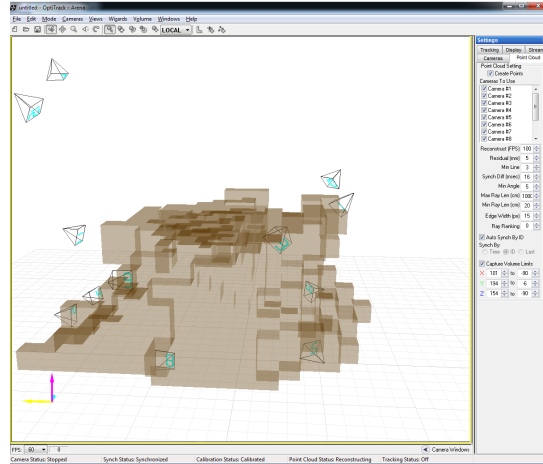 untitled - OptiTrack - Arena
File Edit Mode Cameras Views Wizards Volume Windows Help
LOCAL
Settings
Tracking Display Stream
Cameras Point Cloud
Point Cloud Setting
Create Points
Cameras To Use
Camera #1
Camera #2
Camera #3
Camera #4
Camera #5
Camera #6
Camera #7
Camera #8
Reconstruct (FPS) 100
Residual (mm) 5
Min Line 3
Synch Diff (msec) 16
Min Angle 5
Max Ray Len (cm)
Min Ray Len (cm) 20
Edge Width (px) 15
Ray Ranking 0
Auto Synch By ID
Synch By
Time ID Last
Capture Volume Limits
X 101 to -90
Y 194 to -6
Z 154 to -90
FPS: 60 0
Camera Windows
Camera Status: Stopped Synch Status: Synchronized Calibration Status: Calibrated Point Cloud Status: Reconstructing Tracking Status: Off